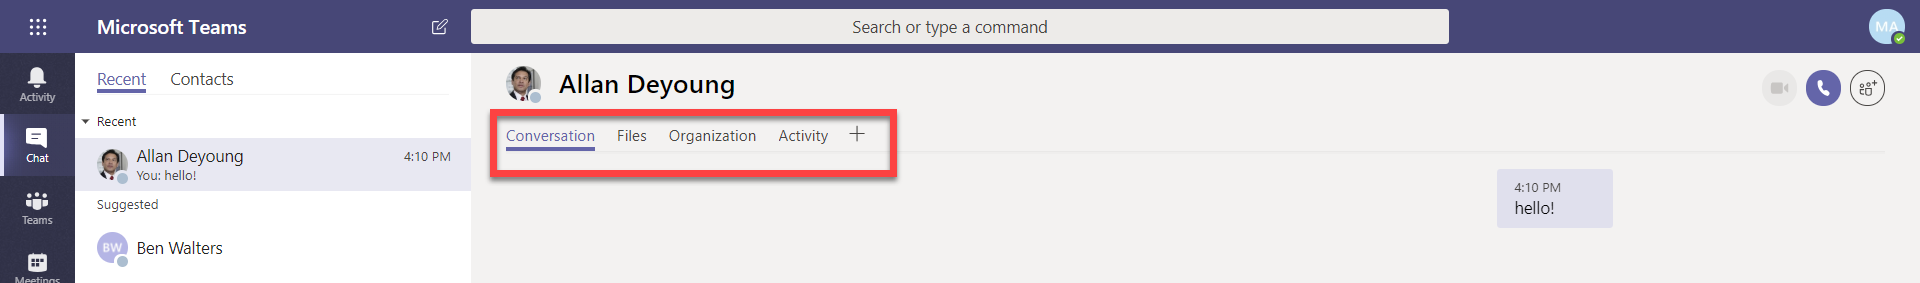 Microsoft Teams
Search or type a command
MA
Activity
Chat
Teams
Meetings
Recent Contacts
Recent
Allan Deyoung 4:10 PM
You: hello!
Suggested
BW Ben Walters
Allan Deyoung
Conversation Files Organization Activity
4:10 PM
hello!